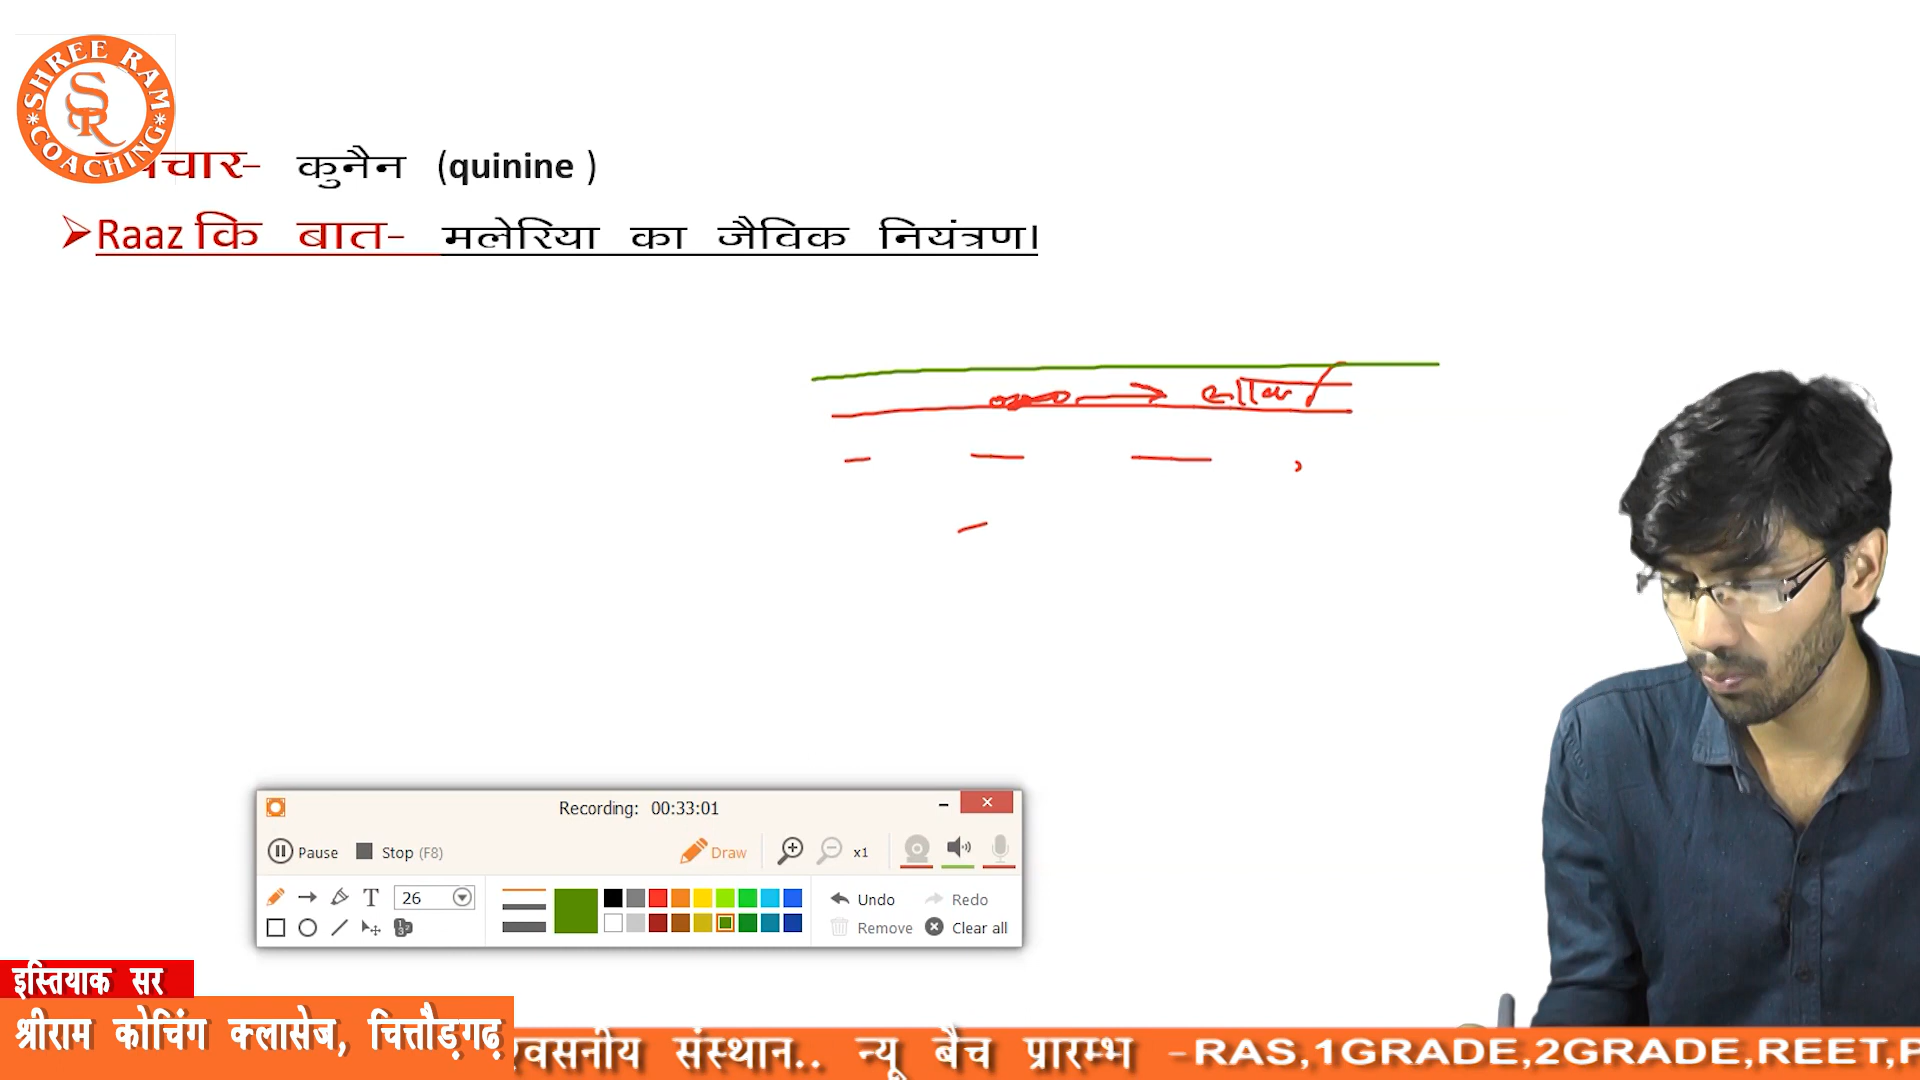 SHREE RAM
SR
COACHING
चार- कुनैन (quinine )
➢Raaz कि बात- मलेरिया का जैविक नियंत्रण।
Recording: 00:33:01
Pause Stop (F8) Draw x1
T 26 Undo Redo
Remove Clear all
इस्तियाक सर
श्रीराम कोचिंग क्लासेज, चित्तौड़गढ़
संस्थान.. न्यू बैच प्रारम्भ -RAS,1GRADE,2GRADE,REET,P